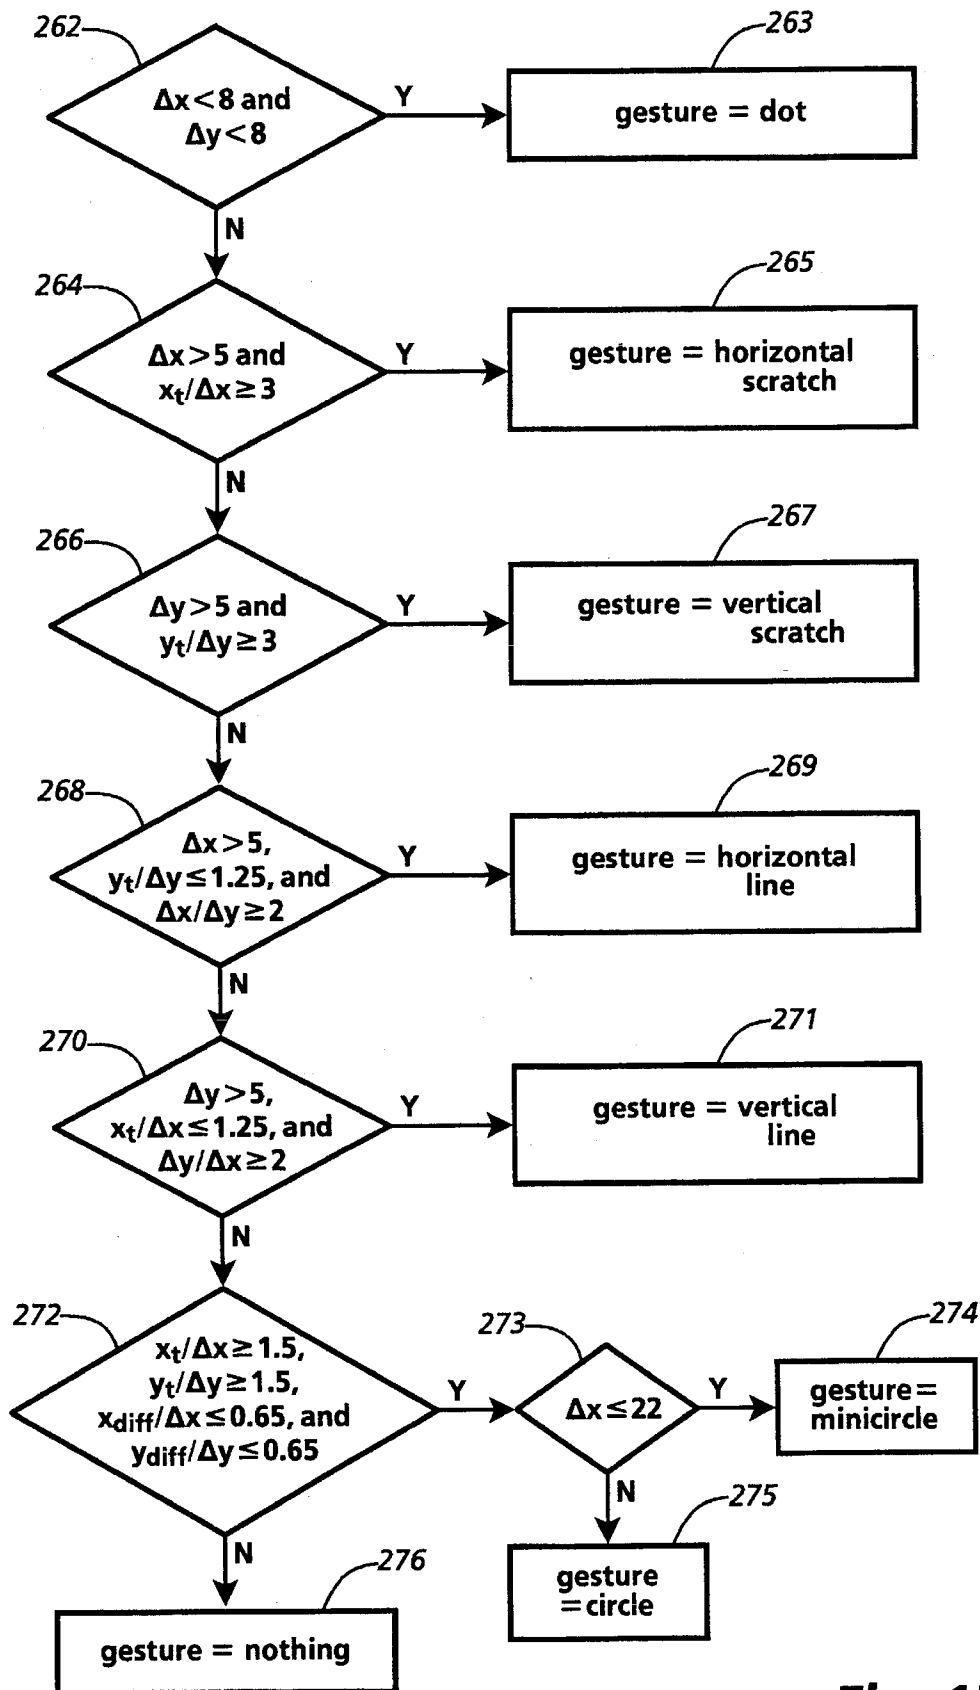 262
263
Δx<8 and
Δy<8
Y
gesture = dot
N
264
265
Δx>5 and
xt/Δx≥3
Y
gesture = horizontal
scratch
N
266
267
Δy>5 and
yt/Δy≥3
Y
gesture = vertical
scratch
N
268
269
Δx>5,
yt/Δy≤1.25, and
Δx/Δy≥2
Y
gesture = horizontal
line
N
270
271
Δy>5,
xt/Δx≤1.25, and
Δy/Δx≥2
Y
gesture = vertical
line
N
272
xt/Δx≥1.5,
yt/Δy≥1.5,
xdiff/Δx≤0.65, and
ydiff/Δy≤0.65
Y
273
Δx≤22
Y
274
gesture=
minicircle
N
275
gesture
=circle
N
276
gesture = nothing